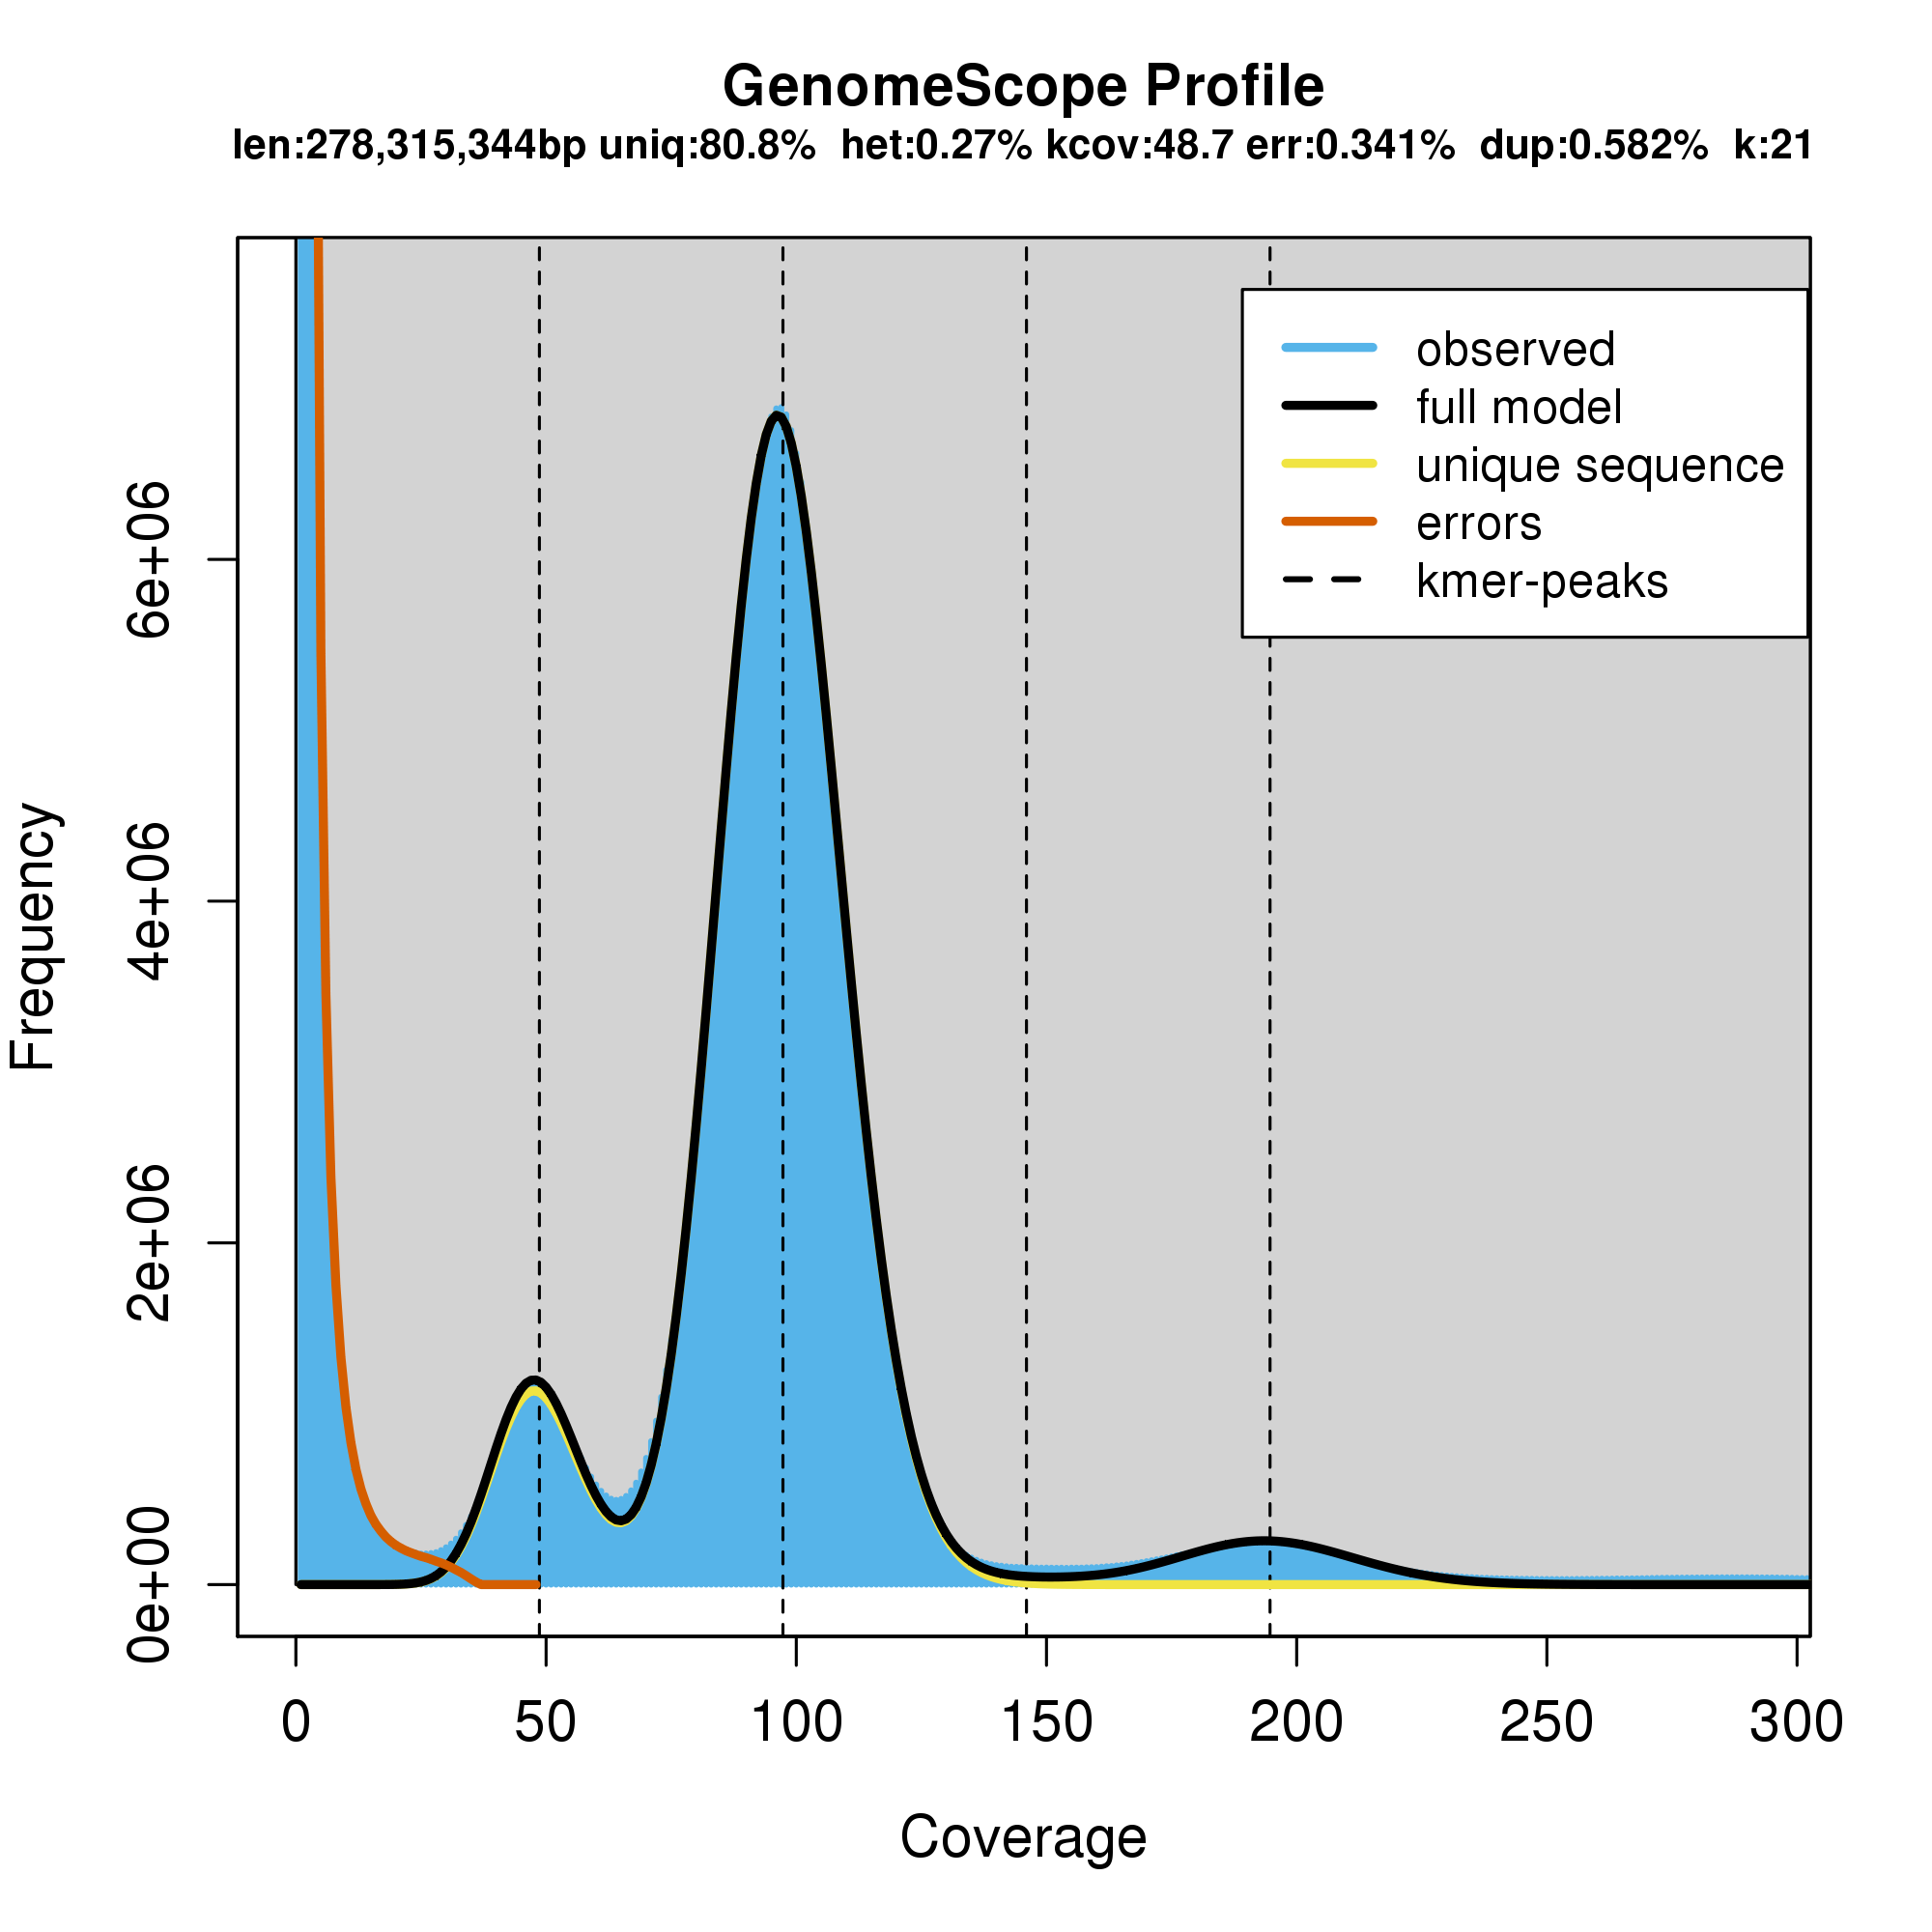 GenomeScope Profile
len:278,315,344bp uniq:80.8% het:0.27% kcov:48.7 err:0.341% dup:0.582% k:21
observed
full model
unique sequence
errors
kmer-peaks
Frequency
6e+06
4e+06
2e+06
0e+00
0 50 100 150 200 250 300
Coverage